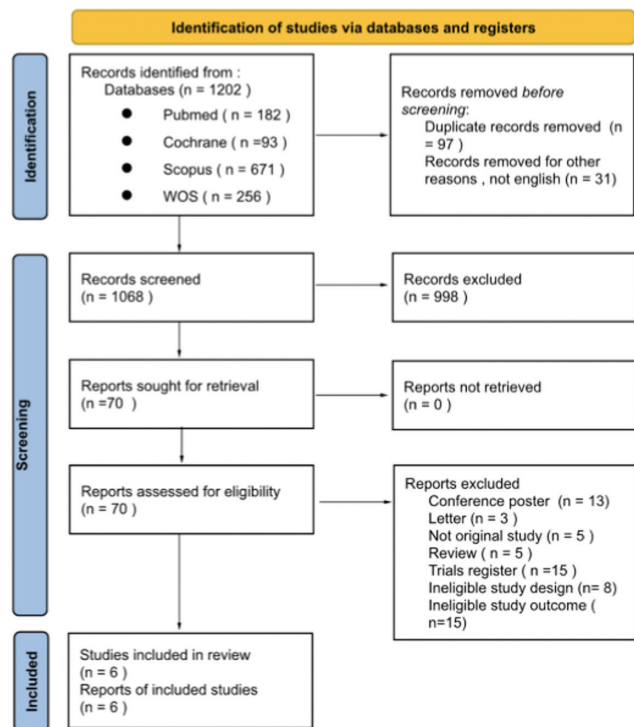 Identification of studies via databases and registers
Identification
Records identified from :
Databases (n = 1202)
● Pubmed ( n = 182)
● Cochrane ( n =93)
● Scopus ( n = 671)
● WOS ( n = 256)
Records removed before
screening:
Duplicate records removed (n
= 97 )
Records removed for other
reasons , not english (n = 31)
Screening
Records screened
(n = 1068 )
Records excluded
(n = 998)
Reports sought for retrieval
(n =70 )
Reports not retrieved
(n = 0 )
Reports assessed for eligibility
(n = 70)
Reports excluded
Conference poster (n = 13)
Letter (n = 3 )
Not original study (n = 5 )
Review ( n = 5 )
Trials register ( n =15 )
Ineligible study design (n= 8)
Ineligible study outcome (
n=15)
Included
Studies included in review
(n = 6 )
Reports of included studies
(n = 6 )